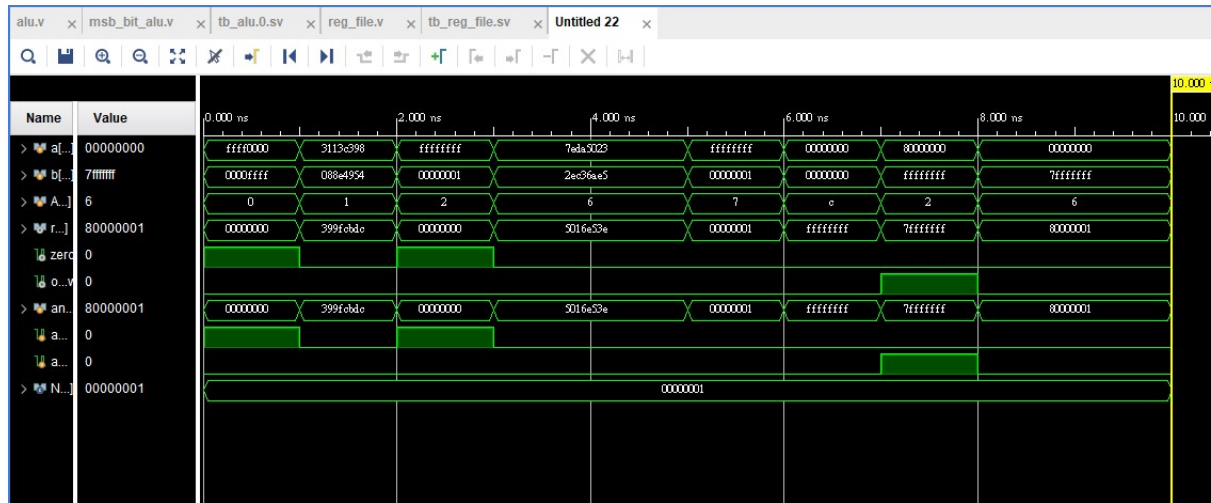 alu.v × msb_bit_alu.v × tb_alu.0.sv × reg_file.v × tb_reg_file.sv × Untitled 22 ×
10.000
Name Value 0.000 ns 2.000 ns 4.000 ns 6.000 ns 8.000 ns 10.000
> a[...] 00000000 ffff0000 3113c398 ffffffff 7eda5023 ffffffff 00000000 80000000 00000000
> b[...] 7fffffff 0000ffff 088e4954 00000001 2ec36ae5 00000001 00000000 ffffffff 7fffffff
> A...] 6 0 1 2 6 7 c 2 6
> r...] 80000001 00000000 399fcbdc 00000000 5016e53e 00000001 ffffffff 7fffffff 80000001
zero 0
o...v 0
> an... 80000001 00000000 399fcbdc 00000000 5016e53e 00000001 ffffffff 7fffffff 80000001
a... 0
a... 0
> N...] 00000001 00000001